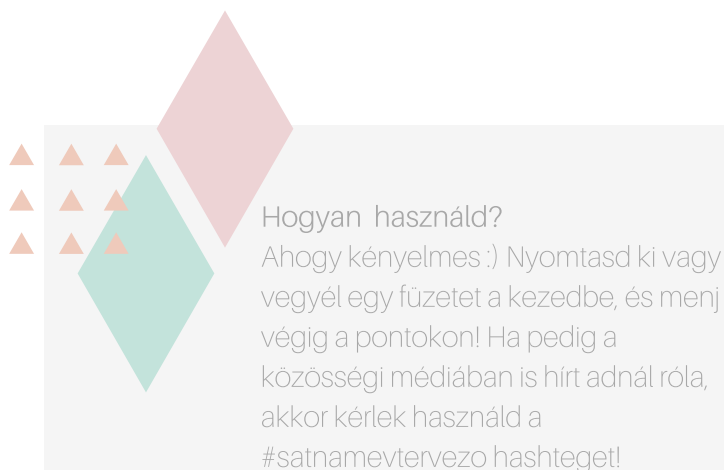 Hogyan használd?
Ahogy kényelmes :) Nyomtasd ki vagy
vegyél egy füzetet a kezedbe, és menj
végig a pontokon! Ha pedig a
közösségi médiában is hírt adnál róla,
akkor kérlek használd a
#satnamevtervezo hashteget!